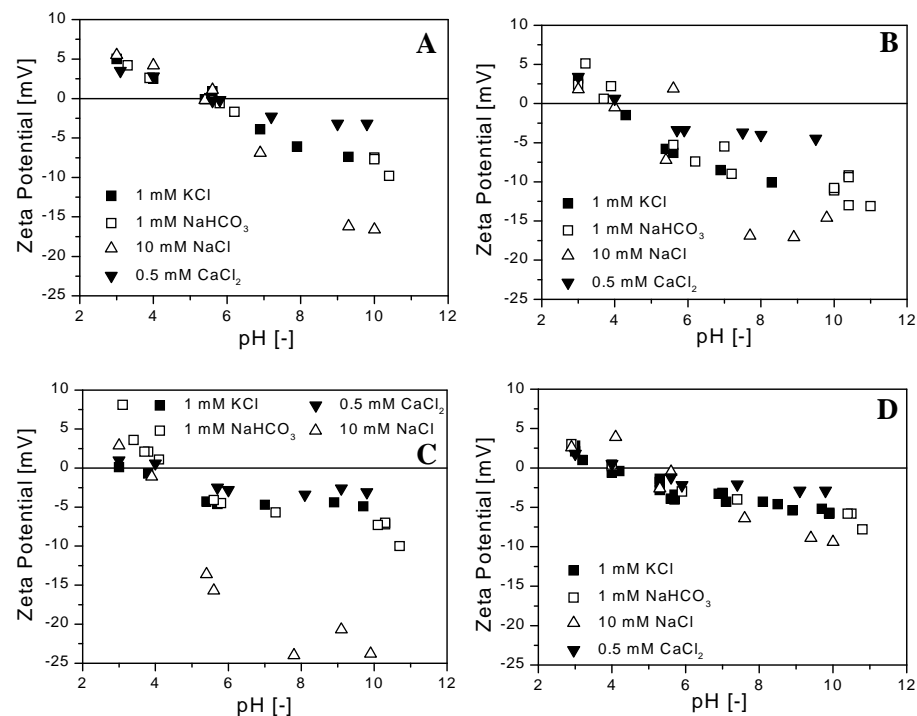 10
5
0
-5
-10
-15
-20
-25
Zeta Potential [mV]
A
1 mM KCl
1 mM NaHCO₃
10 mM NaCl
0.5 mM CaCl₂
2 4 6 8 10 12
pH [-]
10
5
0
-5
-10
-15
-20
-25
Zeta Potential [mV]
B
1 mM KCl
1 mM NaHCO₃
10 mM NaCl
0.5 mM CaCl₂
2 4 6 8 10 12
pH [-]
10
5
0
-5
-10
-15
-20
-25
Zeta Potential [mV]
1 mM KCl 0.5 mM CaCl₂
1 mM NaHCO₃ 10 mM NaCl
C
2 4 6 8 10 12
pH [-]
10
5
0
-5
-10
-15
-20
-25
Zeta Potential [mV]
D
1 mM KCl
1 mM NaHCO₃
10 mM NaCl
0.5 mM CaCl₂
2 4 6 8 10 12
pH [-]